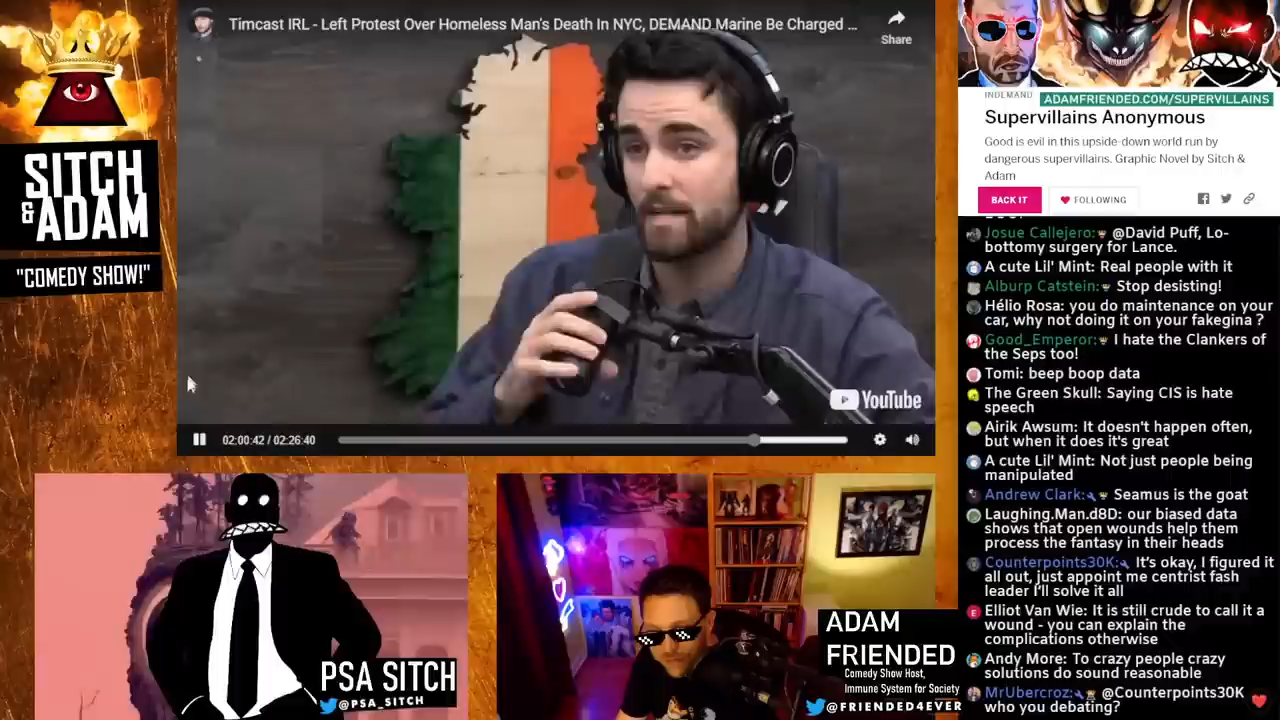 Timcast IRL - Left Protest Over Homeless Man's Death In NYC, DEMAND Marine Be Charged ...
Share
YouTube
02:00:42 / 02:26:40
SITCH
& ADAM
"COMEDY SHOW!"
PSA SITCH
@PSA_SITCH
ADAM
FRIENDED
Comedy Show Host,
Immune System for Society
@FRIENDED4EVER
INDEMAND
ADAMFRIENDED.COM/SUPERVILLAINS
Supervillains Anonymous
Good is evil in this upside-down world run by
dangerous supervillains. Graphic Novel by Sitch &
Adam
BACK IT
FOLLOWING
Josue Callejero: @David Puff, Lo-
bottomy surgery for Lance.
A cute Lil' Mint: Real people with it
Alburp Catstein: Stop desisting!
Hélio Rosa: you do maintenance on your
car, why not doing it on your fakegina ?
Good_Emperor: I hate the Clankers of
the Seps too!
Tomi: beep boop data
The Green Skull: Saying CIS is hate
speech
Airik Awsum: It doesn't happen often,
but when it does it's great
A cute Lil' Mint: Not just people being
manipulated
Andrew Clark: Seamus is the goat
Laughing.Man.d8D: our biased data
shows that open wounds help them
process the fantasy in their heads
Counterpoints30K: It's okay, I figured it
all out, just appoint me centrist fash
leader I'll solve it all
Elliot Van Wie: It is still crude to call it a
wound - you can explain the
complications otherwise
Andy More: To crazy people crazy
solutions do sound reasonable
MrUbercroz: @Counterpoints30K
who you debating?